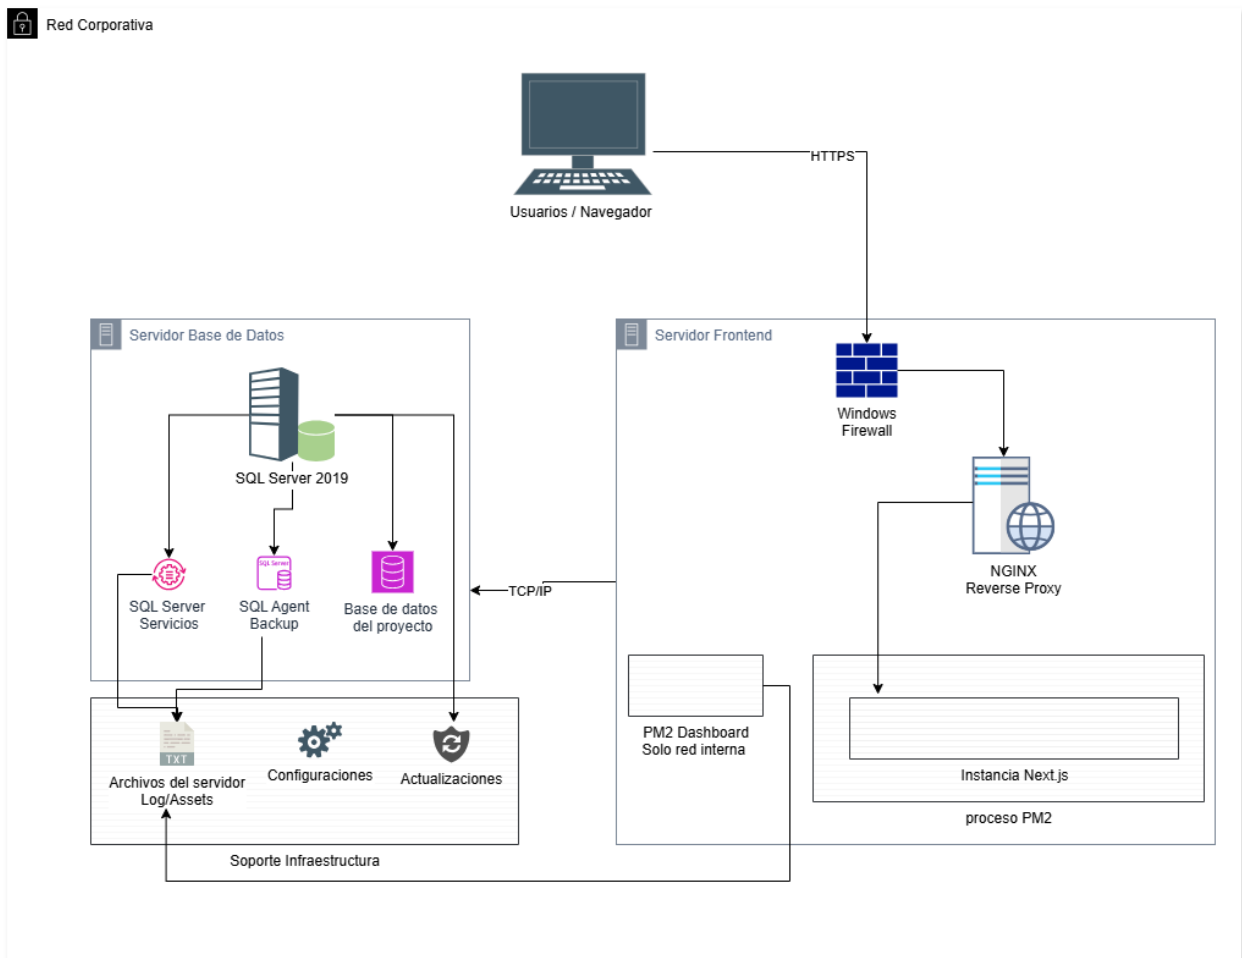 Red Corporativa
HTTPS
Usuarios / Navegador
Servidor Base de Datos
Servidor Frontend
Windows
Firewall
SQL Server 2019
SQL Server
NGINX
Reverse Proxy
TCP/IP
SQL Server
Servicios
SQL Agent
Backup
Base de datos
del proyecto
PM2 Dashboard
Solo red interna
TXT
Archivos del servidor
Log/Assets
Configuraciones
Actualizaciones
Instancia Next.js
proceso PM2
Soporte Infraestructura